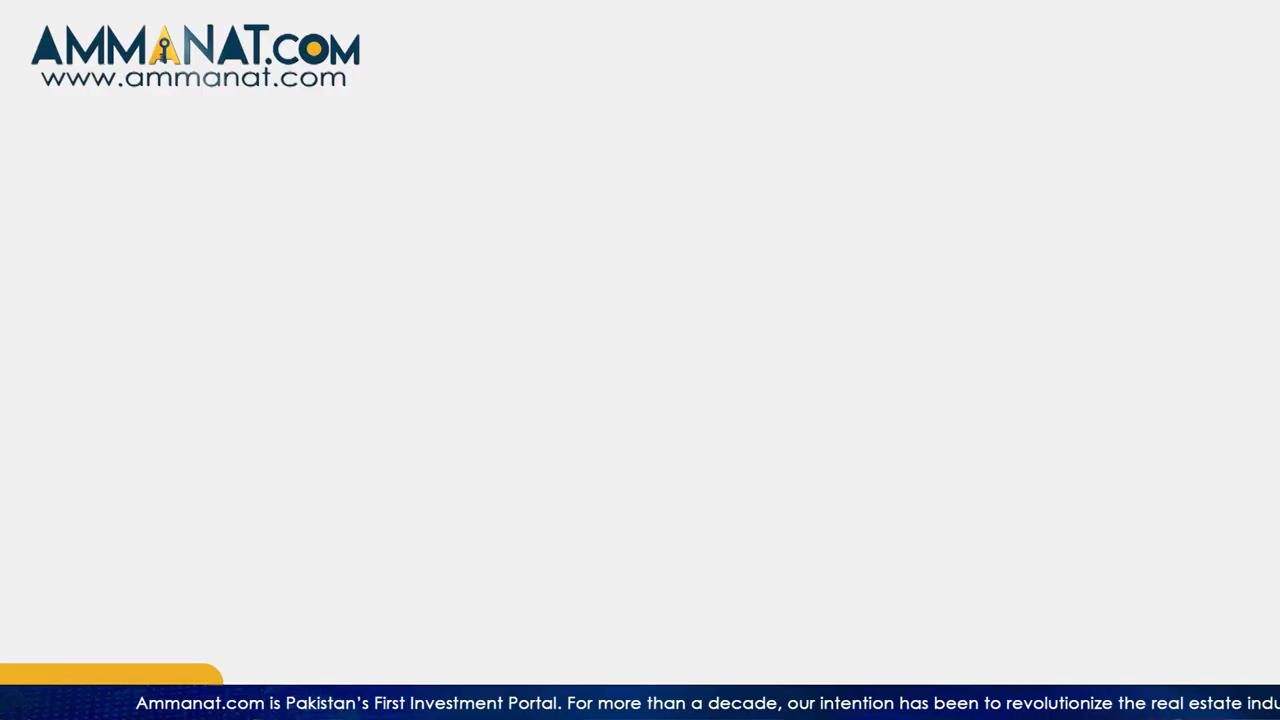 AMMANAT.COM
www.ammanat.com
Ammanat.com is Pakistan’s First Investment Portal. For more than a decade, our intention has been to revolutionize the real estate indu